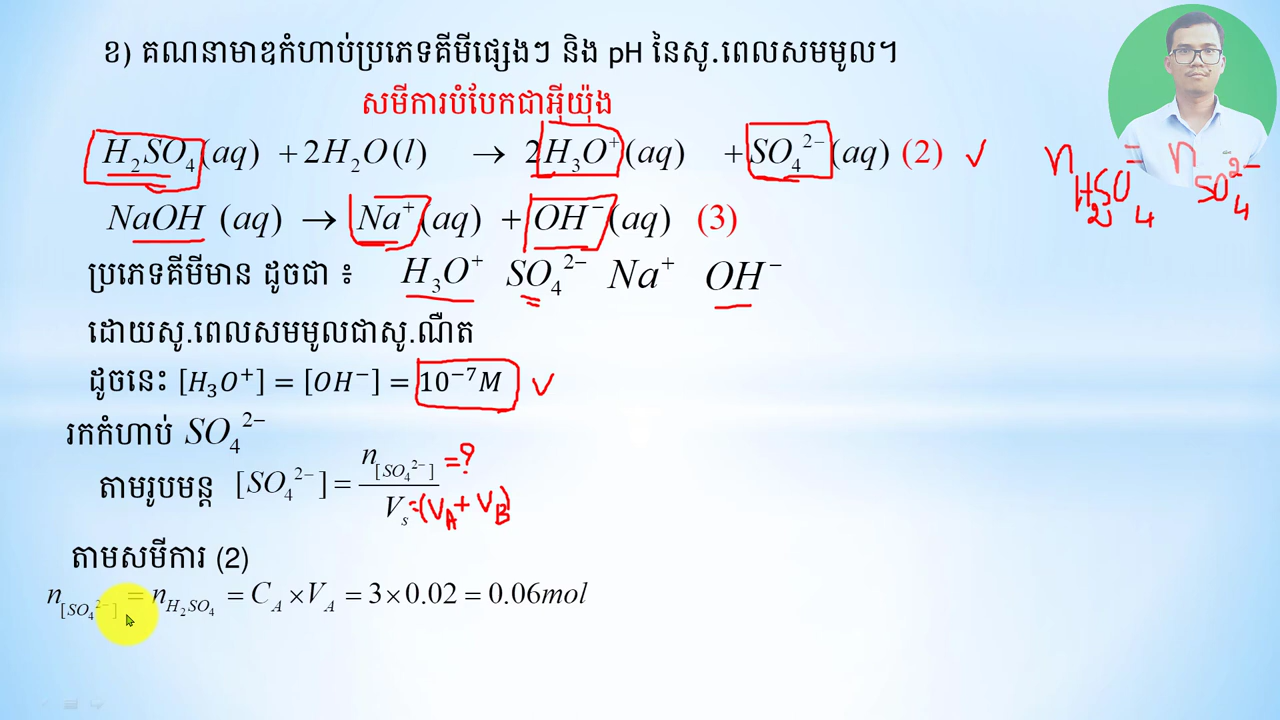 ខ) គណនាមាឌកំហាប់ប្រភេទគីមីផ្សេងៗ និង pH នៃសូ.ពេលសមមូល។
សមីការបំបែកជាអ៊ីយ៉ុង
H₂SO₄(aq) + 2H₂O(l) → 2H₃O⁺(aq) + SO₄²⁻(aq) (2) ✓
n H₂SO₄ = n SO₄²⁻
NaOH (aq) → Na⁺(aq) + OH⁻(aq) (3)
ប្រភេទគីមីមាន ដូចជា ៖ H₃O⁺ SO₄²⁻ Na⁺ OH⁻
ដោយសូ.ពេលសមមូលជាសូ.ណឺត
ដូចនេះ [H₃O⁺] = [OH⁻] = 10⁻⁷M ✓
រកកំហាប់ SO₄²⁻
តាមរូបមន្ត [SO₄²⁻] = n[SO₄²⁻] / Vₛ
=?
=(V_A + V_B)
តាមសមីការ (2)
n[SO₄²⁻] = n H₂SO₄ = C_A × V_A = 3 × 0.02 = 0.06mol